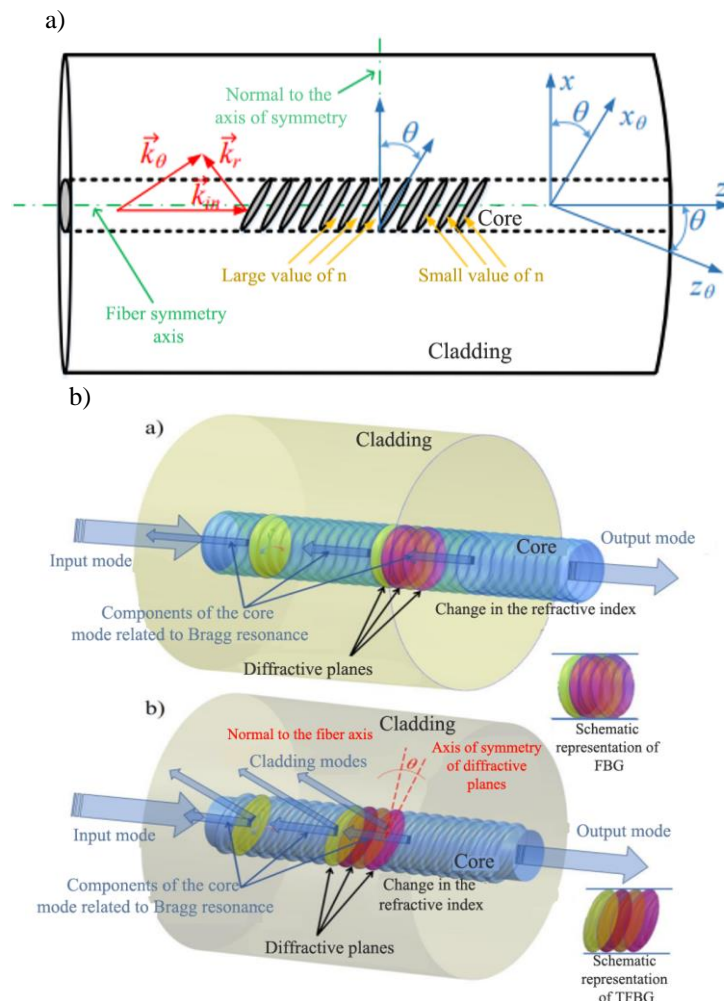 a)
Normal to the
axis of symmetry
x
θ
x_θ
θ
k⃗_θ
k⃗_r
k⃗_in
z
Core
θ
Large value of n
Small value of n
z_θ
Fiber symmetry
axis
Cladding
b)
a)
Cladding
Core
Output mode
Input mode
Components of the core
mode related to Bragg resonance
Change in the refractive index
Diffractive planes
Schematic
representation of
FBG
b)
Cladding
Normal to the fiber axis
Cladding modes
θ
Axis of symmetry
of diffractive
planes
Input mode
Output mode
Core
Components of the core
mode related to Bragg resonance
Change in the
refractive index
Diffractive planes
Schematic
representation
of TFBG